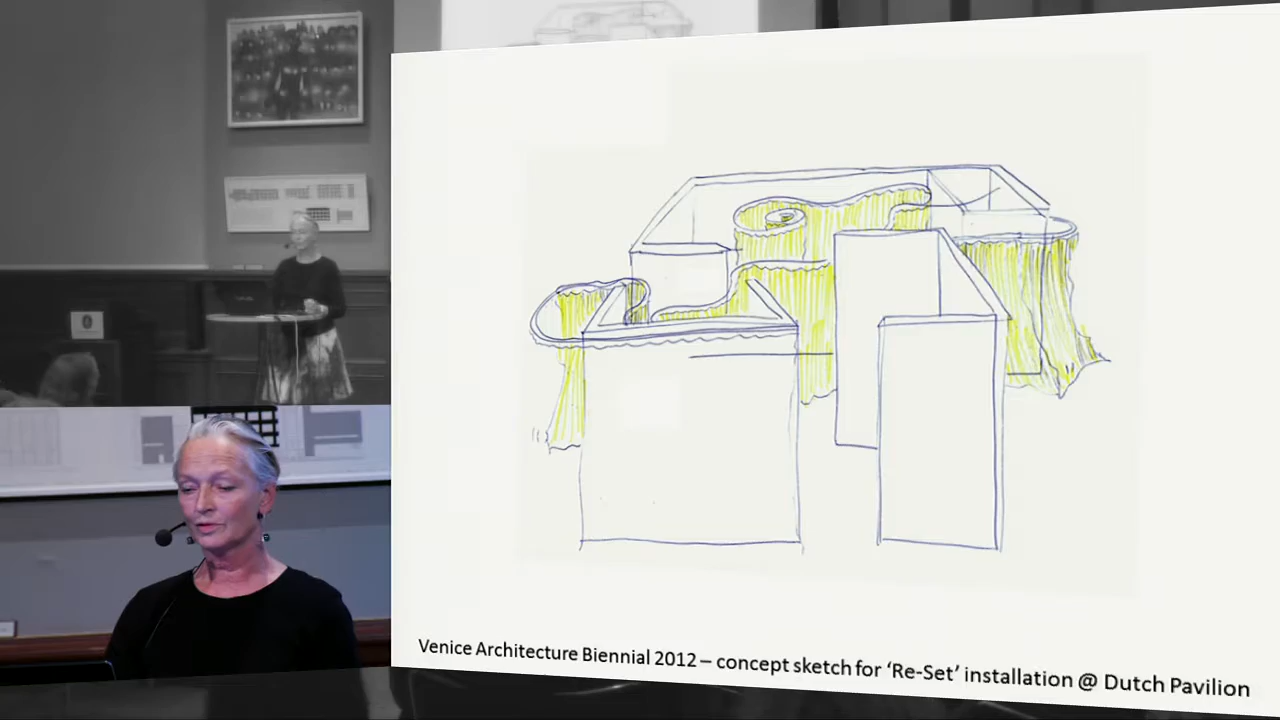 Venice Architecture Biennial 2012 – concept sketch for ‘Re-Set’ installation @ Dutch Pavilion